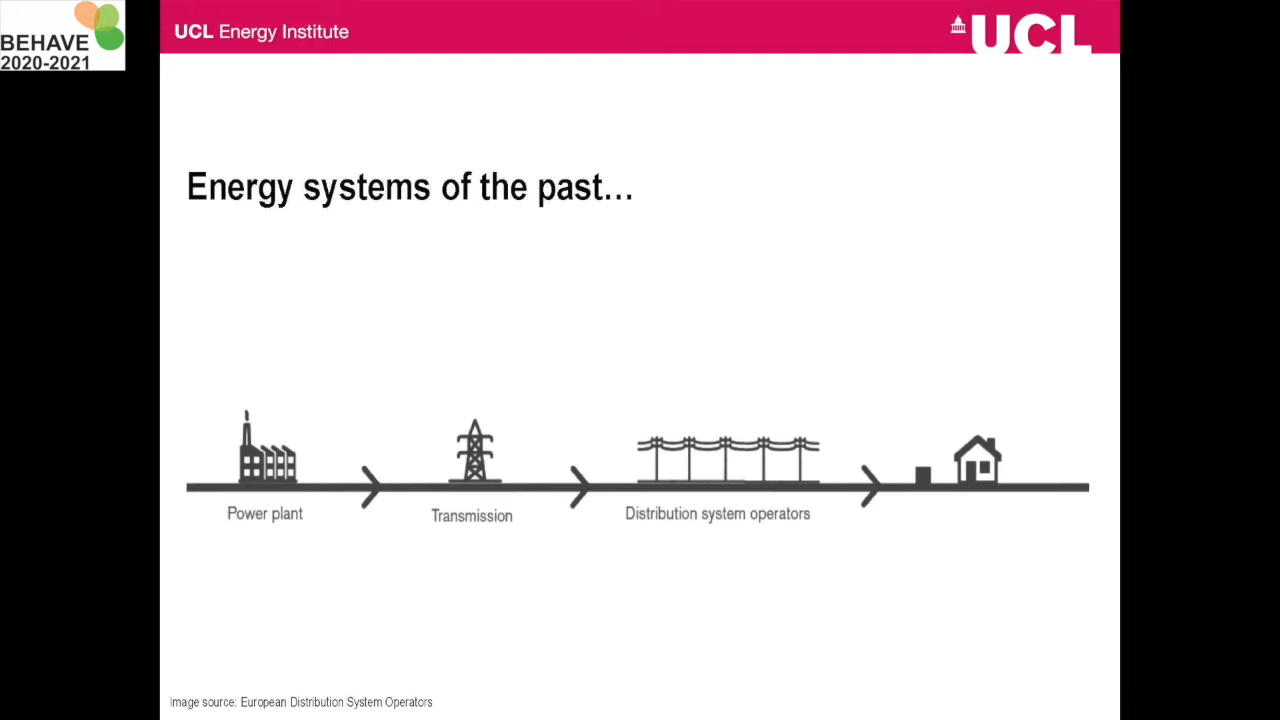 BEHAVE
2020-2021
UCL Energy Institute
UCL
Energy systems of the past…
Power plant
Transmission
Distribution system operators
Image source: European Distribution System Operators